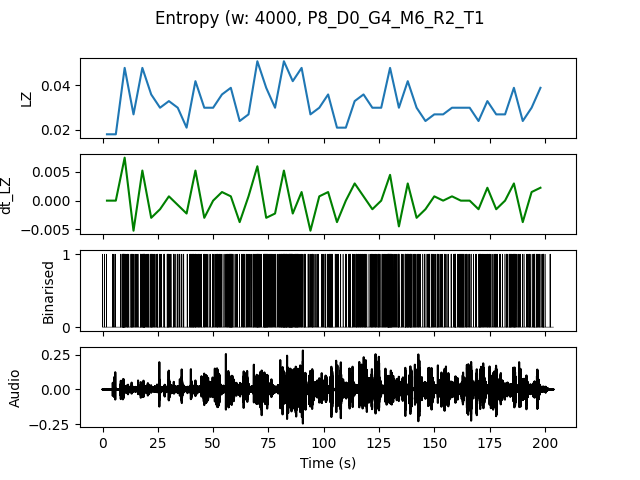 Entropy (w: 4000, P8_D0_G4_M6_R2_T1
0.04
0.02
LZ
0.005
0.000
−0.005
dt_LZ
1
0
Binarised
0.25
0.00
−0.25
Audio
0 25 50 75 100 125 150 175 200
Time (s)